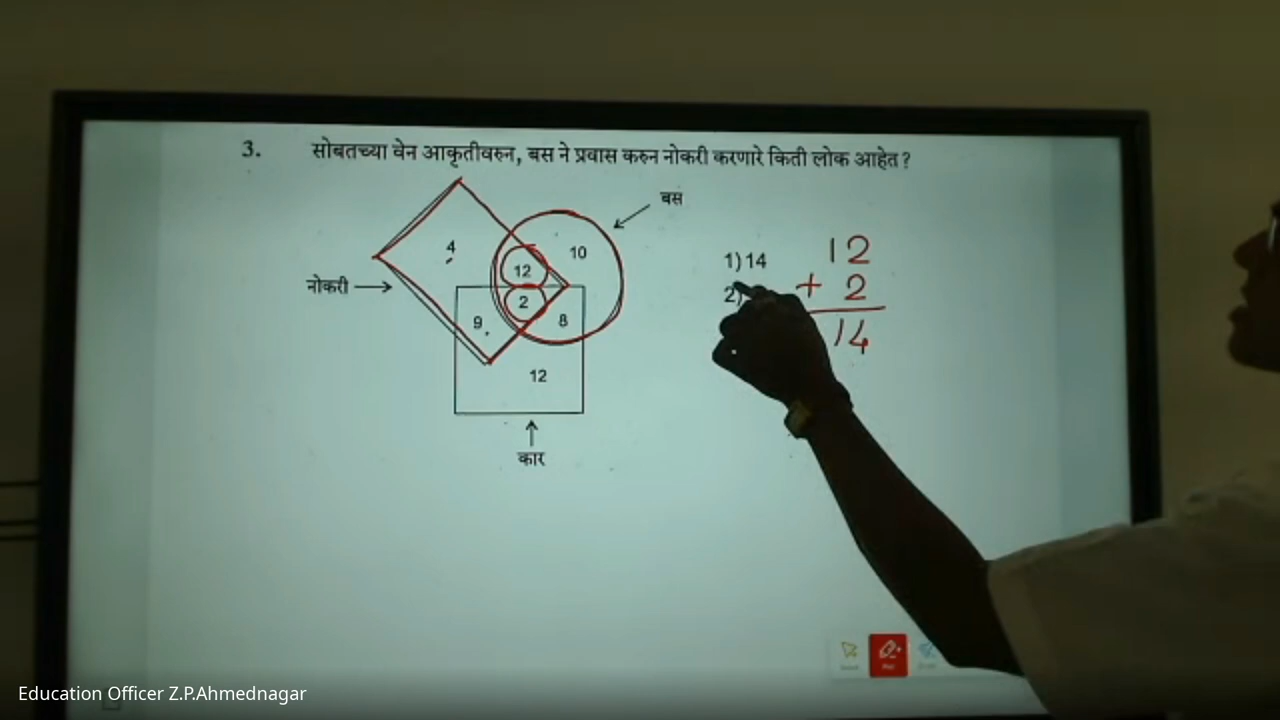 3. सोबतच्या वेन आकृतीवरुन, बस ने प्रवास करुन नोकरी करणारे किती लोक आहेत ?
बस
4
10
12
नोकरी
2
9
8
12
कार
1) 14
2)
12
+ 2
14
Education Officer Z.P.Ahmednagar